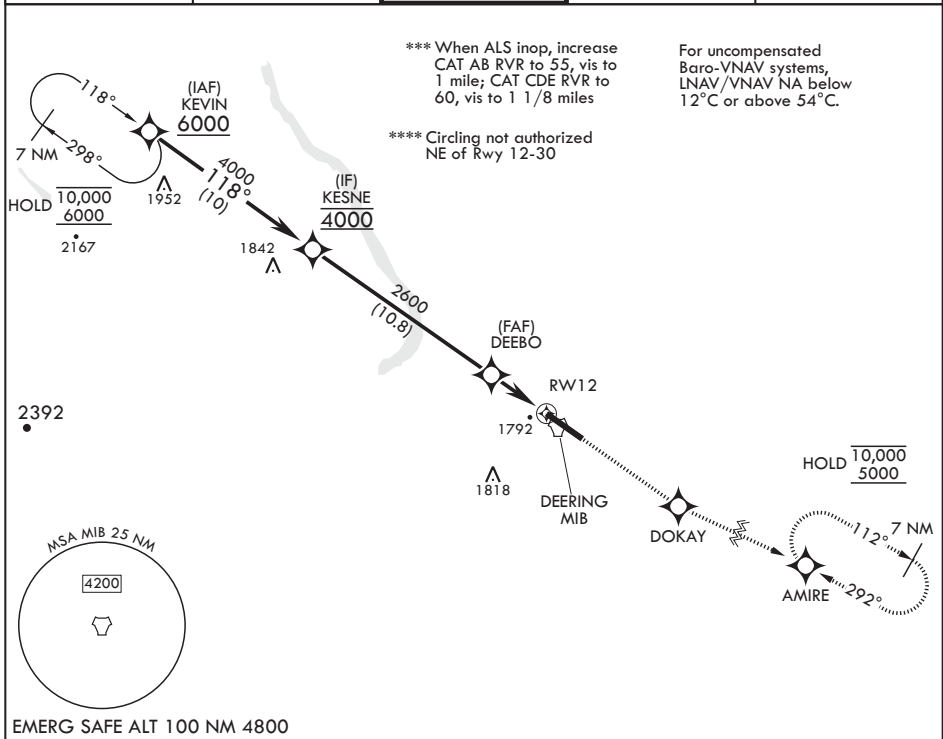 *** When ALS inop, increase
CAT AB RVR to 55, vis to
1 mile; CAT CDE RVR to
60, vis to 1 1/8 miles
For uncompensated
Baro-VNAV systems,
LNAV/VNAV NA below
12°C or above 54°C.
**** Circling not authorized
NE of Rwy 12-30
118°
(IAF)
KEVIN
6000
7 NM
298°
HOLD 10,000
6000
1952
2167
4000
118°
(10)
(IF)
KESNE
4000
1842
2600
(10.8)
(FAF)
DEEBO
RW12
2392
1792
1818
DEERING
MIB
DOKAY
HOLD 10,000
5000
112°
7 NM
292°
AMIRE
MSA MIB 25 NM
4200
EMERG SAFE ALT 100 NM 4800